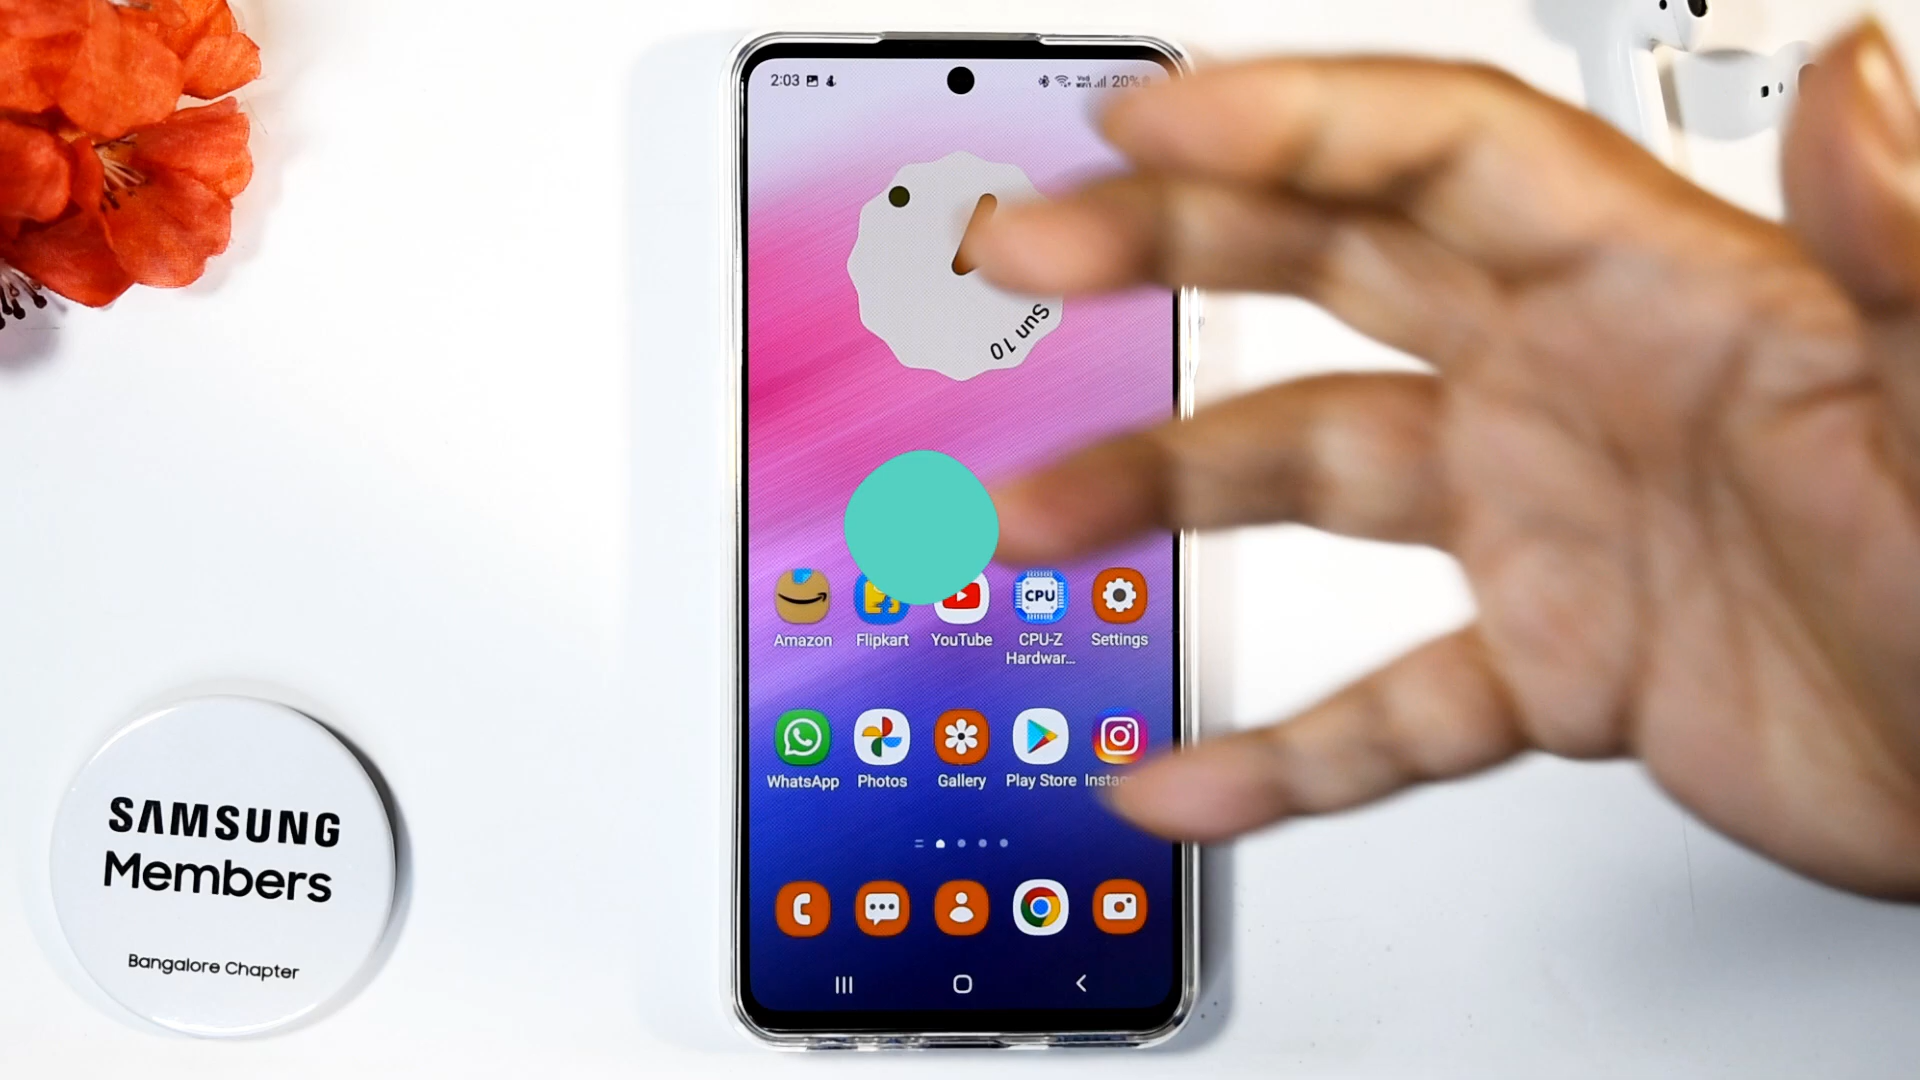 2:03
20%
Sun 10
Amazon
Flipkart
YouTube
CPU
CPU-Z
Hardwar...
Settings
WhatsApp
Photos
Gallery
Play Store
SAMSUNG
Members
Bangalore Chapter